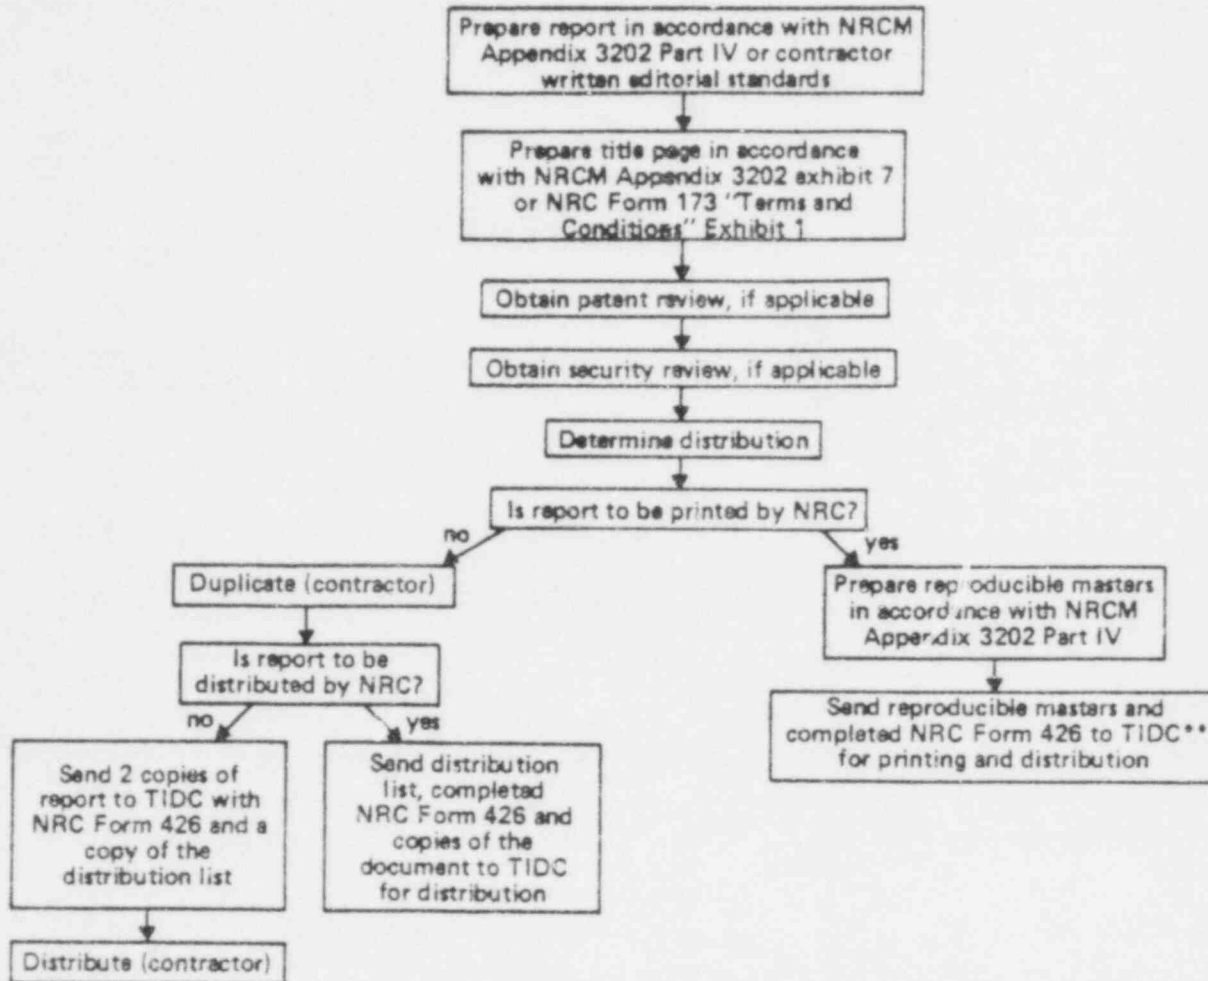 Prepare report in accordance with NRCM
Appendix 3202 Part IV or contractor
written editorial standards
Prepare title page in accordance
with NRCM Appendix 3202 exhibit 7
or NRC Form 173 "Terms and
Conditions" Exhibit 1
Obtain patent review, if applicable
Obtain security review, if applicable
Determine distribution
Is report to be printed by NRC?
no
yes
Duplicate (contractor)
Prepare reproducible masters
in accordance with NRCM
Appendix 3202 Part IV
Is report to be
distributed by NRC?
no
yes
Send reproducible masters and
completed NRC Form 426 to TIDC**
for printing and distribution
Send 2 copies of
report to TIDC with
NRC Form 426 and a
copy of the
distribution list
Send distribution
list, completed
NRC Form 426 and
copies of the
document to TIDC
for distribution
Distribute (contractor)